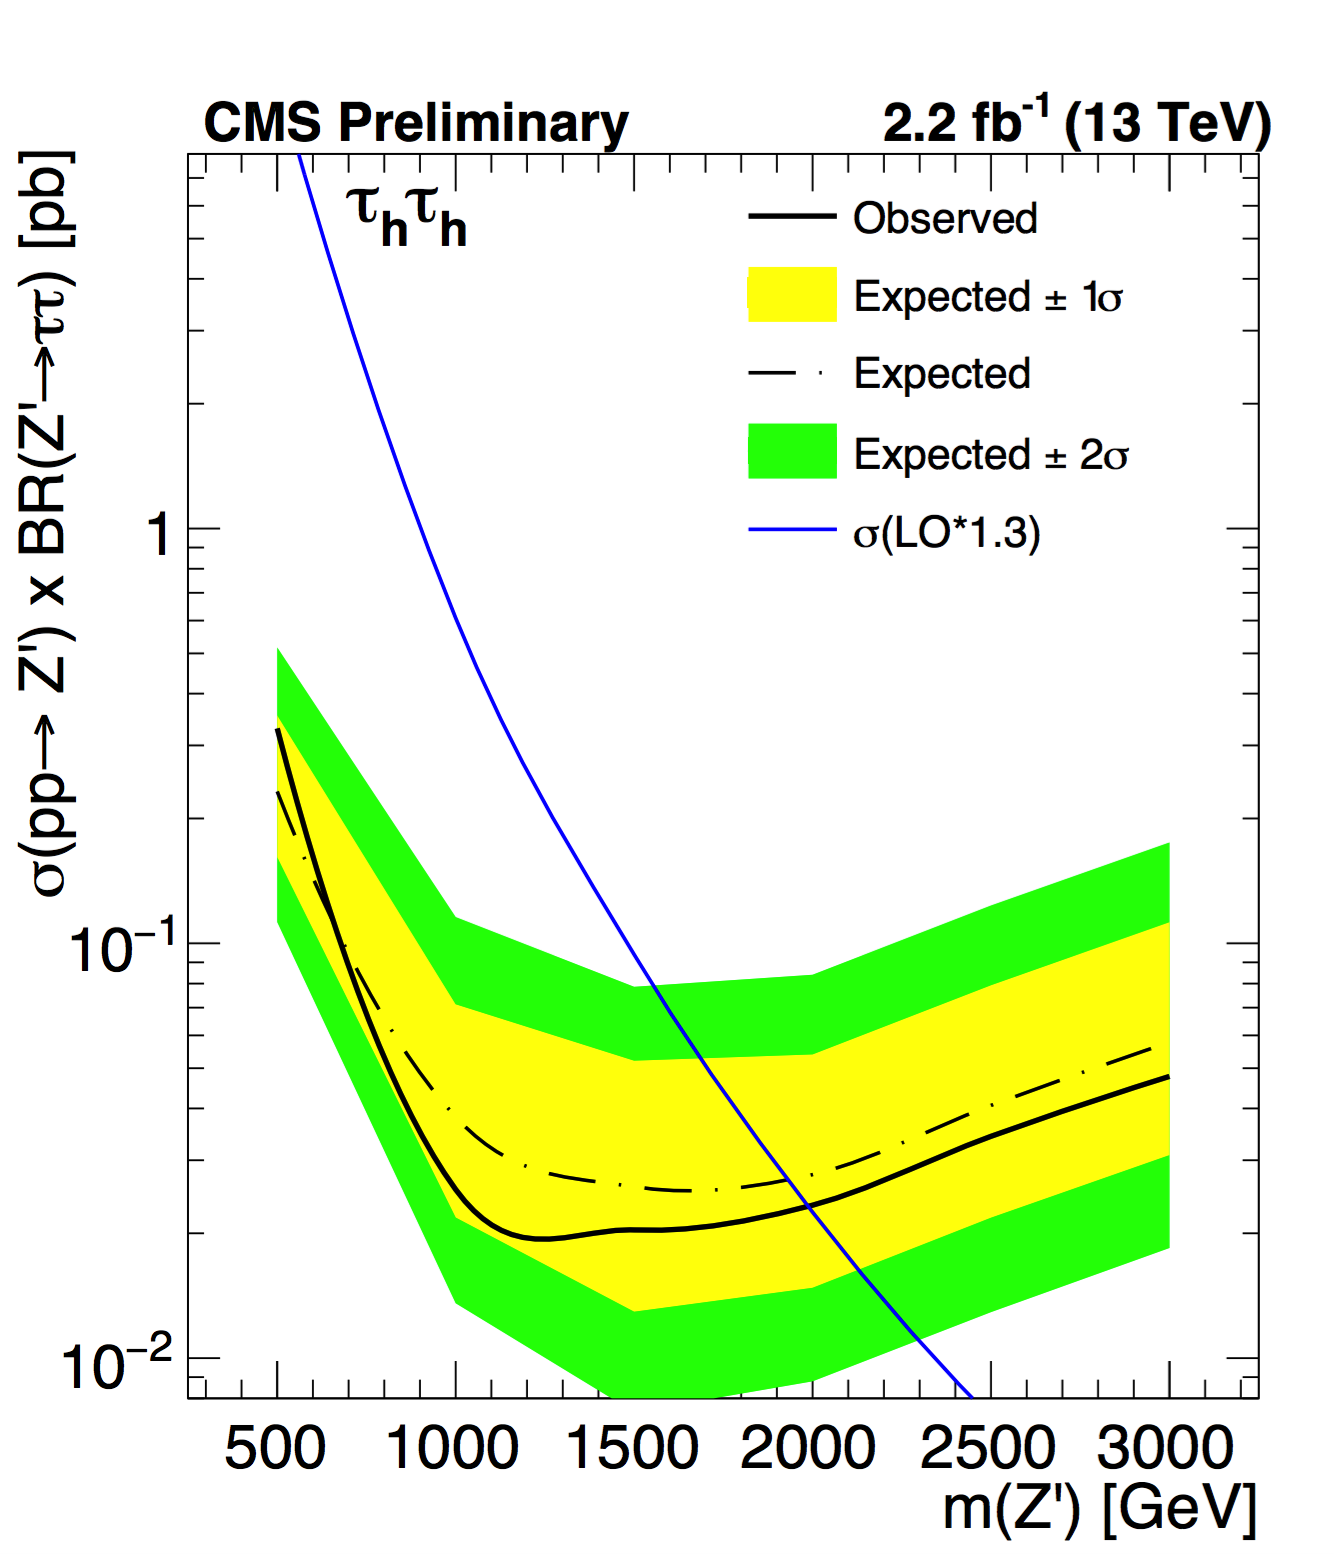 CMS Preliminary
2.2 fb⁻¹ (13 TeV)
σ(pp→ Z') x BR(Z'→ττ) [pb]
τₕτₕ
Observed
Expected ± 1σ
Expected
Expected ± 2σ
σ(LO*1.3)
1
10⁻¹
10⁻²
500 1000 1500 2000 2500 3000
m(Z') [GeV]